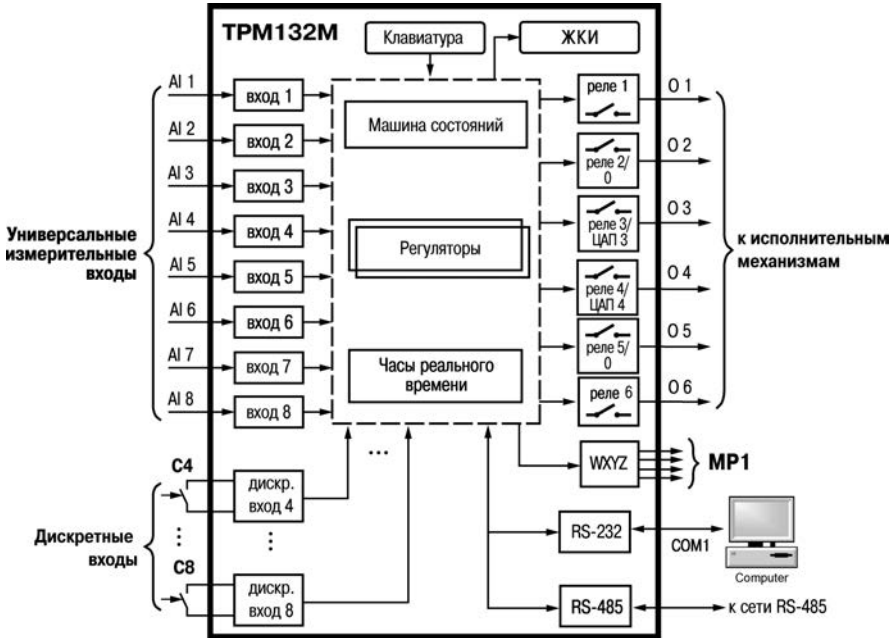 ТРМ132М
Клавиатура
ЖКИ
Универсальные
измерительные
входы
AI 1
AI 2
AI 3
AI 4
AI 5
AI 6
AI 7
AI 8
вход 1
вход 2
вход 3
вход 4
вход 5
вход 6
вход 7
вход 8
Машина состояний
Регуляторы
Часы реального
времени
реле 1
реле 2/
0
реле 3/
ЦАП 3
реле 4/
ЦАП 4
реле 5/
0
реле 6
O 1
O 2
O 3
O 4
O 5
O 6
к исполнительным
механизмам
...
WXYZ
МР1
Дискретные
входы
C4
C8
дискр.
вход 4
дискр.
вход 8
RS-232
COM1
Computer
RS-485
к сети RS-485